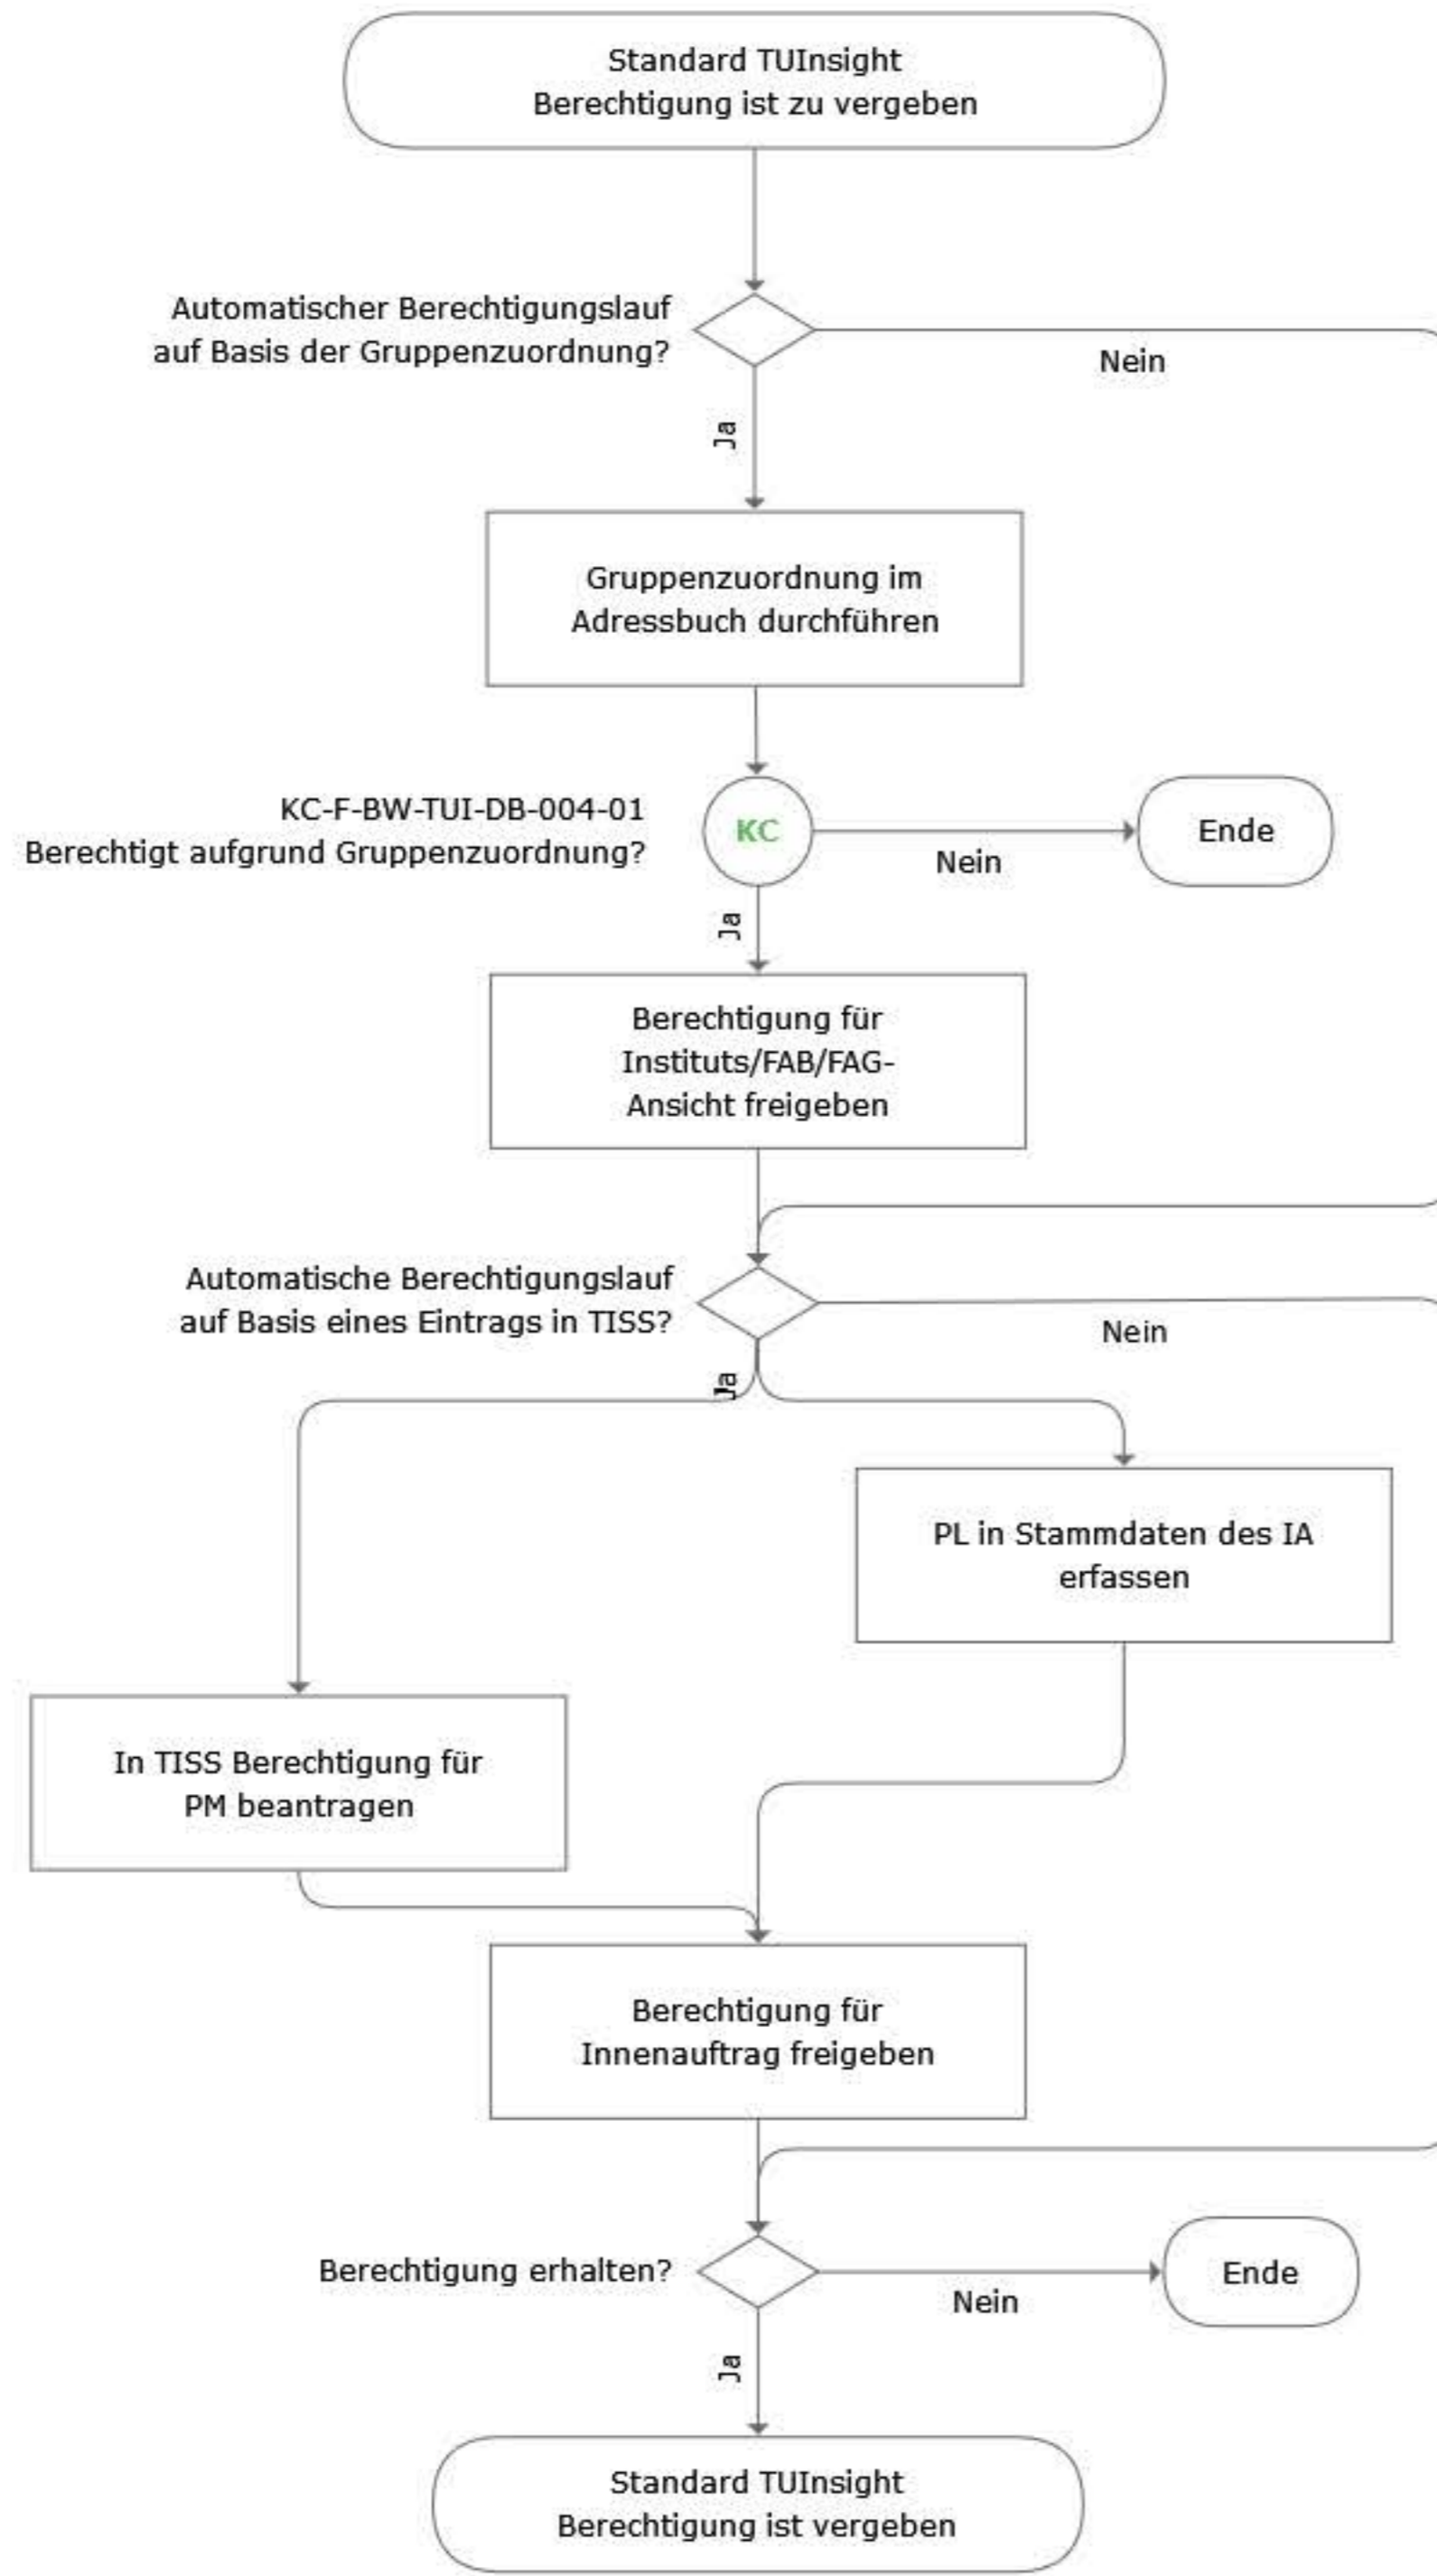 Standard TUInsight
Berechtigung ist zu vergeben
Automatischer Berechtigungslauf
auf Basis der Gruppenzuordnung?
Nein
Ja
Gruppenzuordnung im
Adressbuch durchführen
KC-F-BW-TUI-DB-004-01
Berechtigt aufgrund Gruppenzuordnung?
KC
Nein
Ende
Ja
Berechtigung für
Instituts/FAB/FAG-
Ansicht freigeben
Automatische Berechtigungslauf
auf Basis eines Eintrags in TISS?
Nein
Ja
PL in Stammdaten des IA
erfassen
In TISS Berechtigung für
PM beantragen
Berechtigung für
Innenauftrag freigeben
Berechtigung erhalten?
Nein
Ende
Ja
Standard TUInsight
Berechtigung ist vergeben